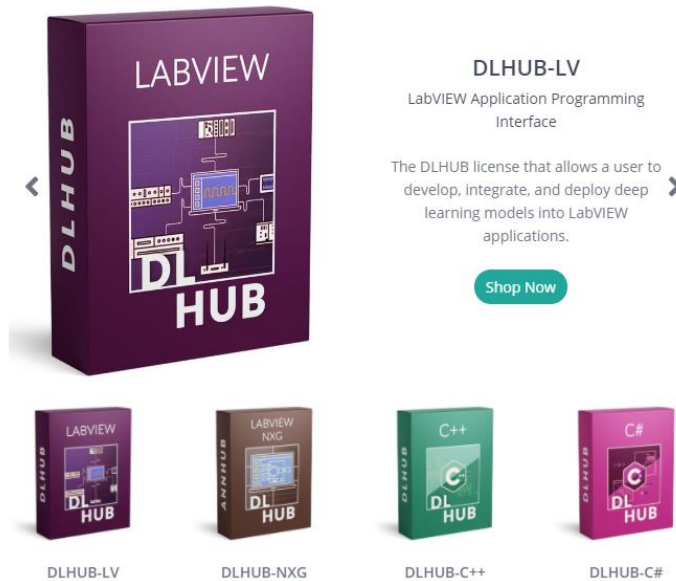 LABVIEW
DLHUB
DL
HUB
DLHUB-LV
LabVIEW Application Programming
Interface
The DLHUB license that allows a user to
develop, integrate, and deploy deep
learning models into LabVIEW
applications.
Shop Now
LABVIEW
DLHUB
DL
HUB
DLHUB-LV
LABVIEW
NXG
ANNHUB
DL
HUB
DLHUB-NXG
C++
DLHUB
C++
DL
HUB
DLHUB-C++
C#
DLHUB
C#
DL
HUB
DLHUB-C#